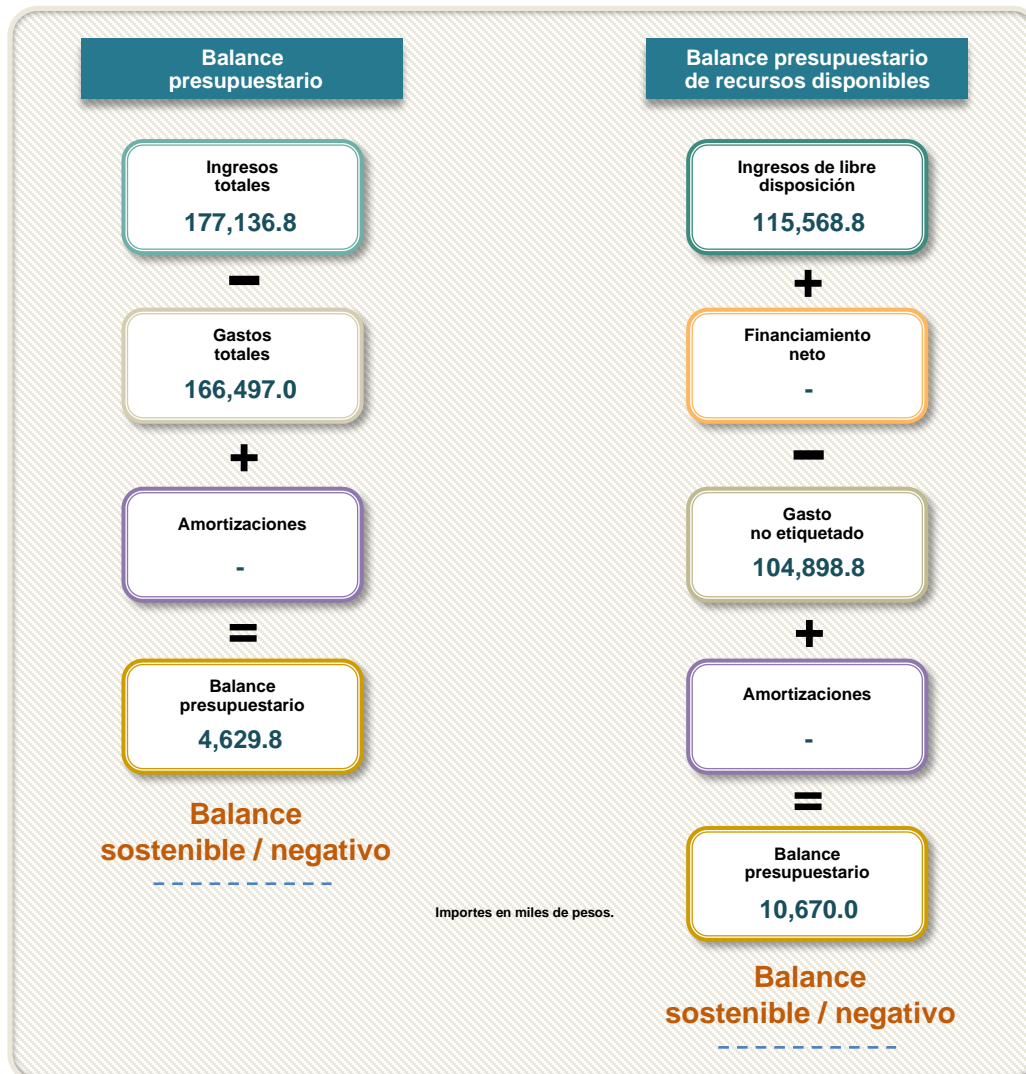 Balance
presupuestario
Ingresos
totales
177,136.8
−
Gastos
totales
166,497.0
+
Amortizaciones
-
=
Balance
presupuestario
4,629.8
Balance
sostenible / negativo
Balance presupuestario
de recursos disponibles
Ingresos de libre
disposición
115,568.8
+
Financiamiento
neto
-
−
Gasto
no etiquetado
104,898.8
+
Amortizaciones
-
=
Balance
presupuestario
10,670.0
Balance
sostenible / negativo
Importes en miles de pesos.